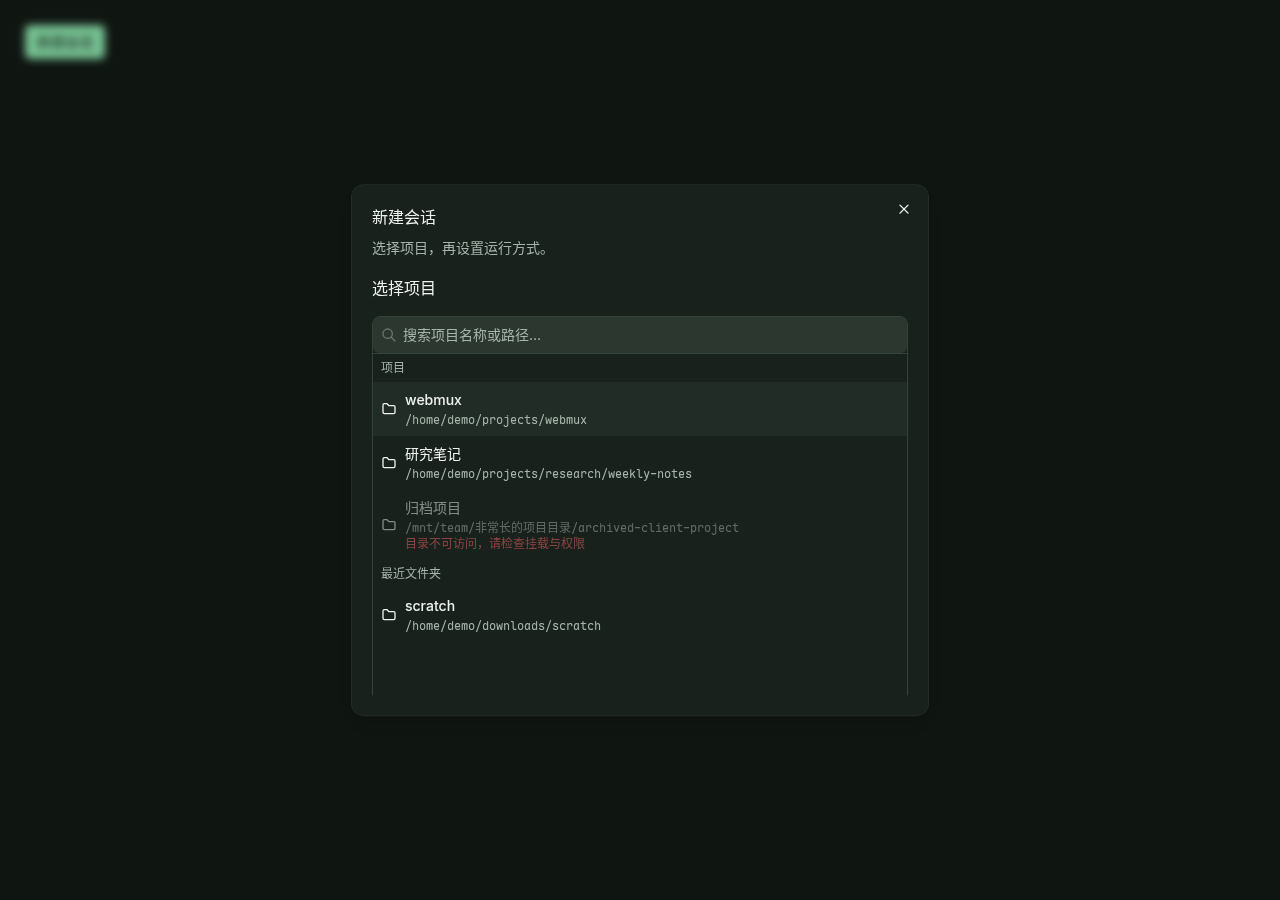 新建会话
选择项目，再设置运行方式。
选择项目
搜索项目名称或路径...
项目
webmux
/home/demo/projects/webmux
研究笔记
/home/demo/projects/research/weekly-notes
归档项目
/mnt/team/非常长的项目目录/archived-client-project
目录不可访问，请检查挂载与权限
最近文件夹
scratch
/home/demo/downloads/scratch